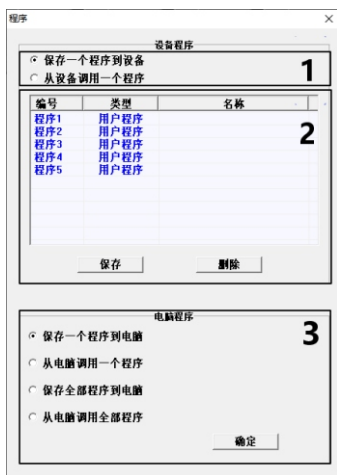 程序
设备程序
保存一个程序到设备
从设备调用一个程序
1
编号 类型 名称
2
程序1 用户程序
程序2 用户程序
程序3 用户程序
程序4 用户程序
程序5 用户程序
保存 删除
电脑程序
3
保存一个程序到电脑
从电脑调用一个程序
保存全部程序到电脑
从电脑调用全部程序
确定